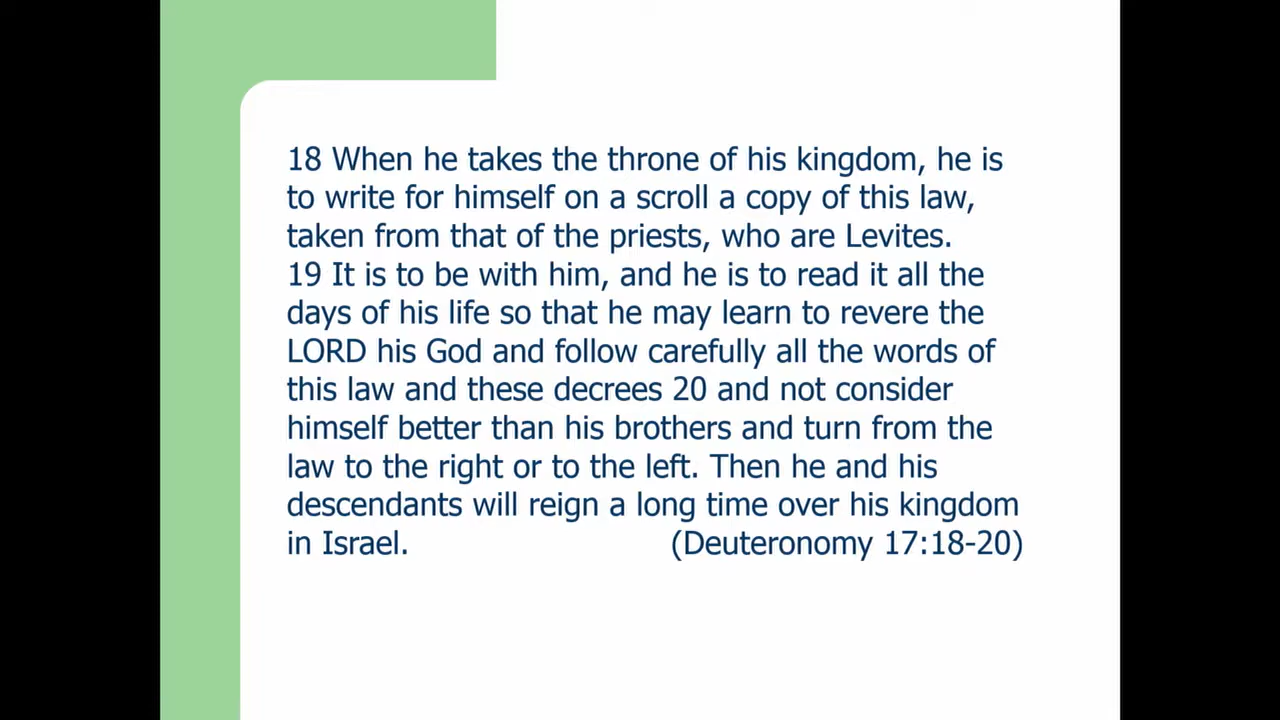 18 When he takes the throne of his kingdom, he is
to write for himself on a scroll a copy of this law,
taken from that of the priests, who are Levites.
19 It is to be with him, and he is to read it all the
days of his life so that he may learn to revere the
LORD his God and follow carefully all the words of
this law and these decrees 20 and not consider
himself better than his brothers and turn from the
law to the right or to the left. Then he and his
descendants will reign a long time over his kingdom
in Israel. (Deuteronomy 17:18-20)